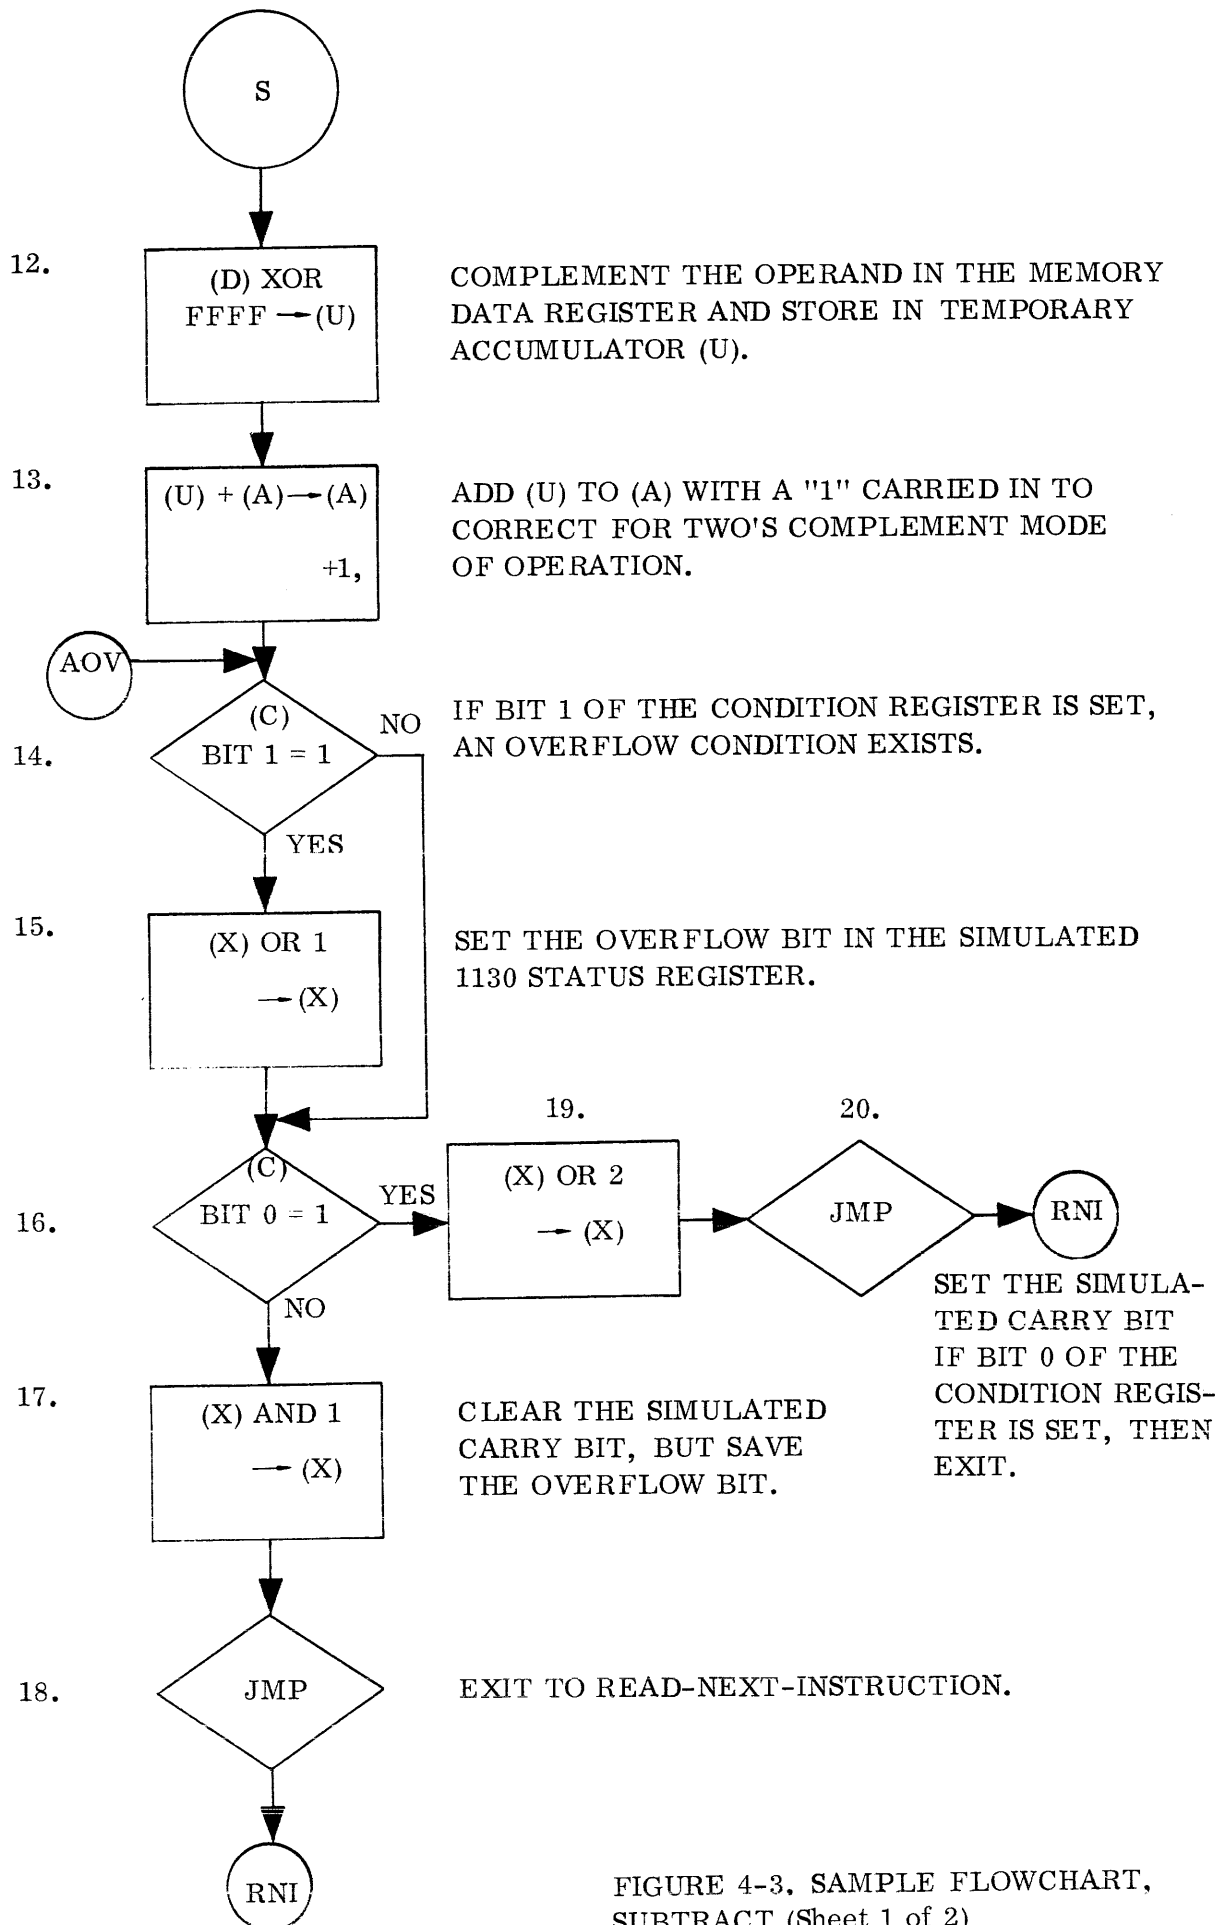 S
12.
(D) XOR
FFFF → (U)
COMPLEMENT THE OPERAND IN THE MEMORY
DATA REGISTER AND STORE IN TEMPORARY
ACCUMULATOR (U).
13.
(U) + (A) → (A)
+1,
ADD (U) TO (A) WITH A "1" CARRIED IN TO
CORRECT FOR TWO'S COMPLEMENT MODE
OF OPERATION.
AOV
14.
(C)
BIT 1 = 1
NO
YES
IF BIT 1 OF THE CONDITION REGISTER IS SET,
AN OVERFLOW CONDITION EXISTS.
15.
(X) OR 1
→ (X)
SET THE OVERFLOW BIT IN THE SIMULATED
1130 STATUS REGISTER.
16.
(C)
BIT 0 = 1
YES
NO
19.
(X) OR 2
→ (X)
20.
JMP
RNI
SET THE SIMULA-
TED CARRY BIT
IF BIT 0 OF THE
CONDITION REGIS-
TER IS SET, THEN
EXIT.
17.
(X) AND 1
→ (X)
CLEAR THE SIMULATED
CARRY BIT, BUT SAVE
THE OVERFLOW BIT.
18.
JMP
EXIT TO READ-NEXT-INSTRUCTION.
RNI
FIGURE 4-3. SAMPLE FLOWCHART,
SUBTRACT (Sheet 1 of 2)